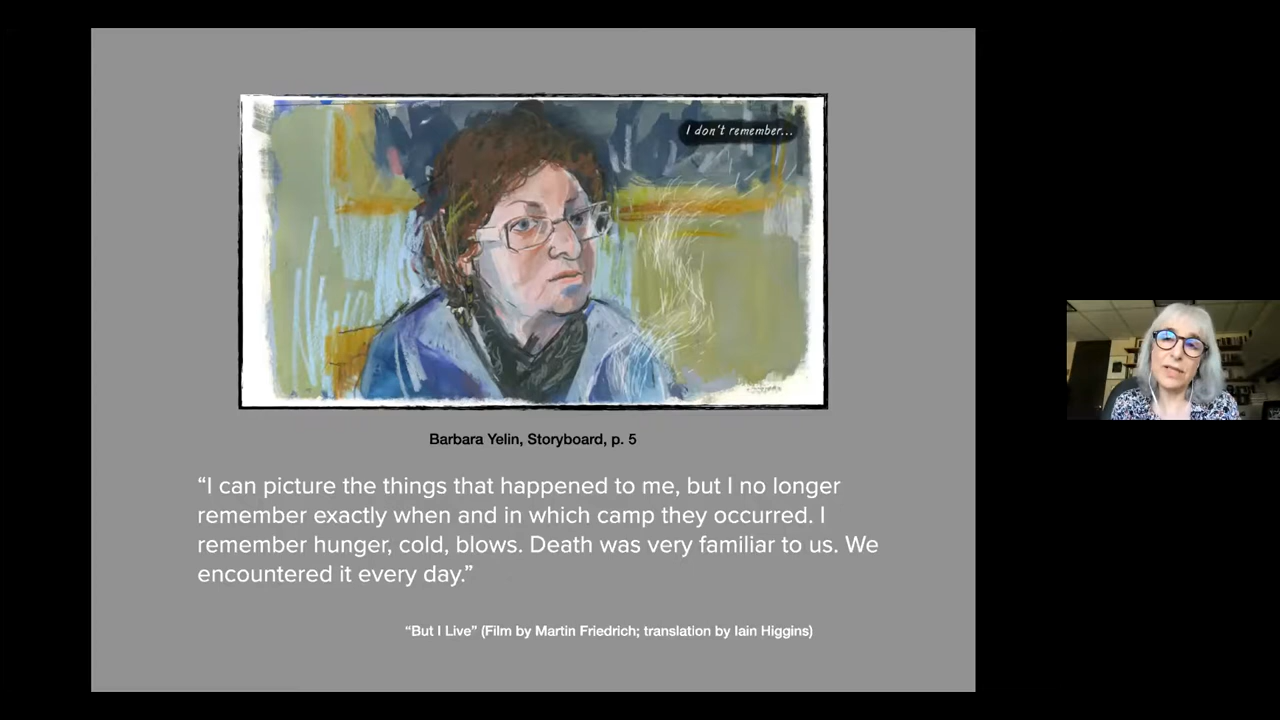 I don't remember...
Barbara Yelin, Storyboard, p. 5
“I can picture the things that happened to me, but I no longer
remember exactly when and in which camp they occurred. I
remember hunger, cold, blows. Death was very familiar to us. We
encountered it every day.”
“But I Live” (Film by Martin Friedrich; translation by Iain Higgins)